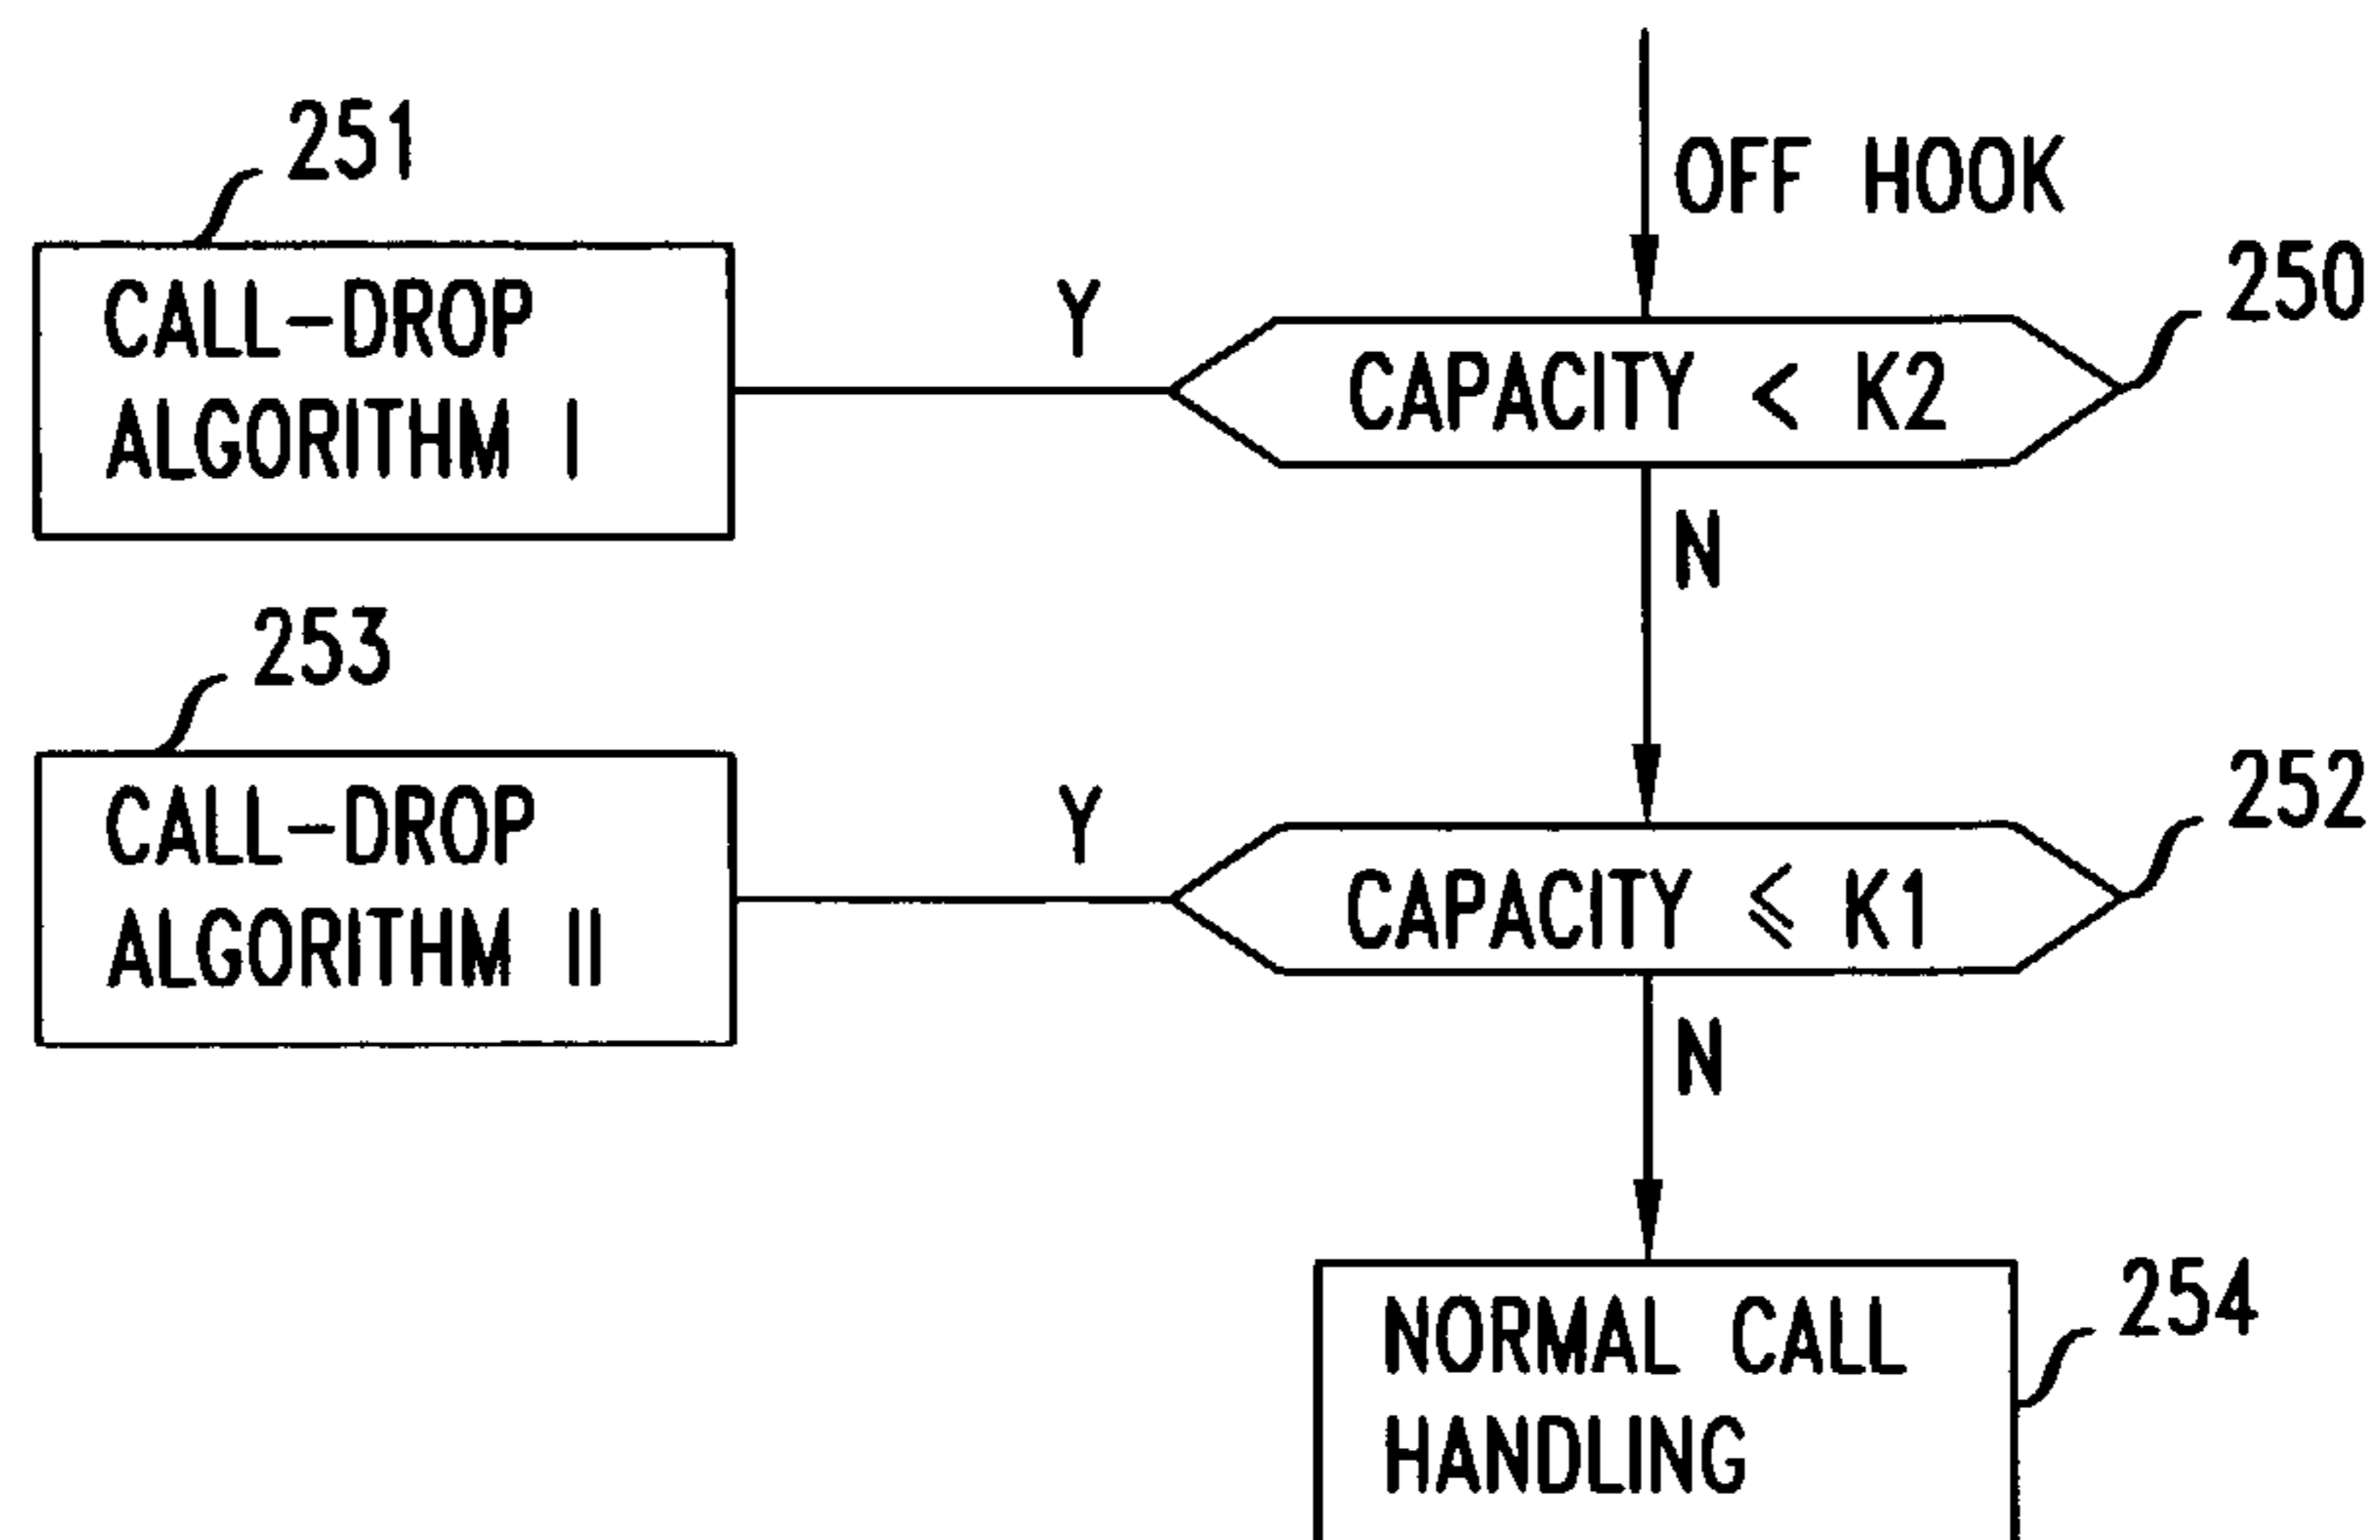 251
OFF HOOK
250
CALL-DROP
ALGORITHM I
Y
CAPACITY < K2
N
253
252
CALL-DROP
ALGORITHM II
Y
CAPACITY ⩽ K1
N
254
NORMAL CALL
HANDLING